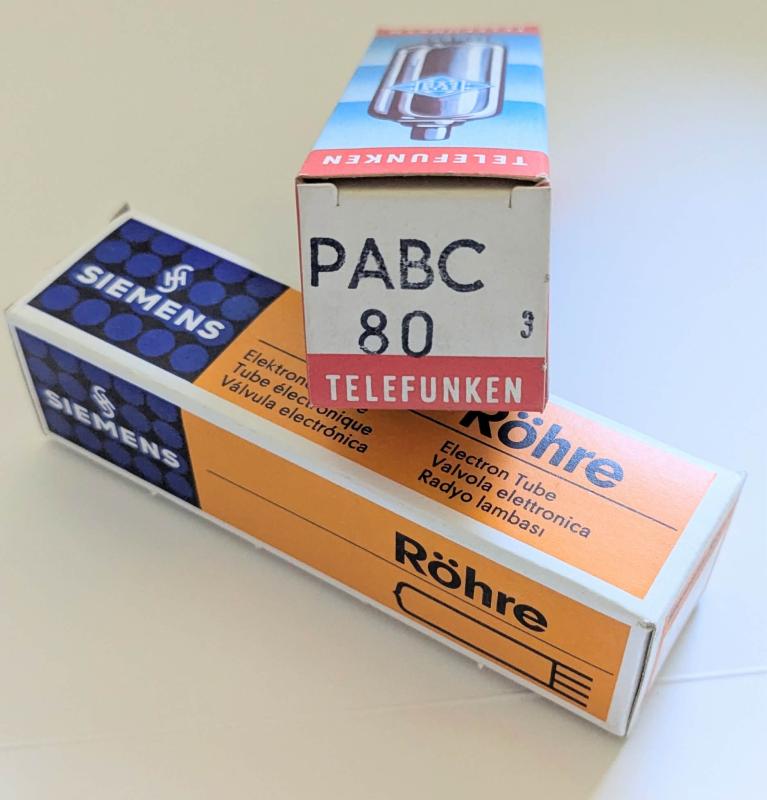 TELEFUNKEN
PABC
80
3
TELEFUNKEN
SIEMENS
Tube électronique
Válvula electrónica
Röhre
Electron Tube
Valvola elettronica
Radyo lambası
SIEMENS
Röhre